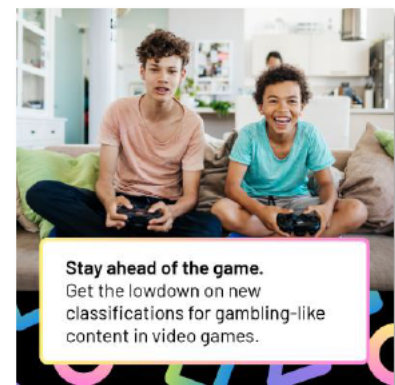 Stay ahead of the game.
Get the lowdown on new
classifications for gambling-like
content in video games.